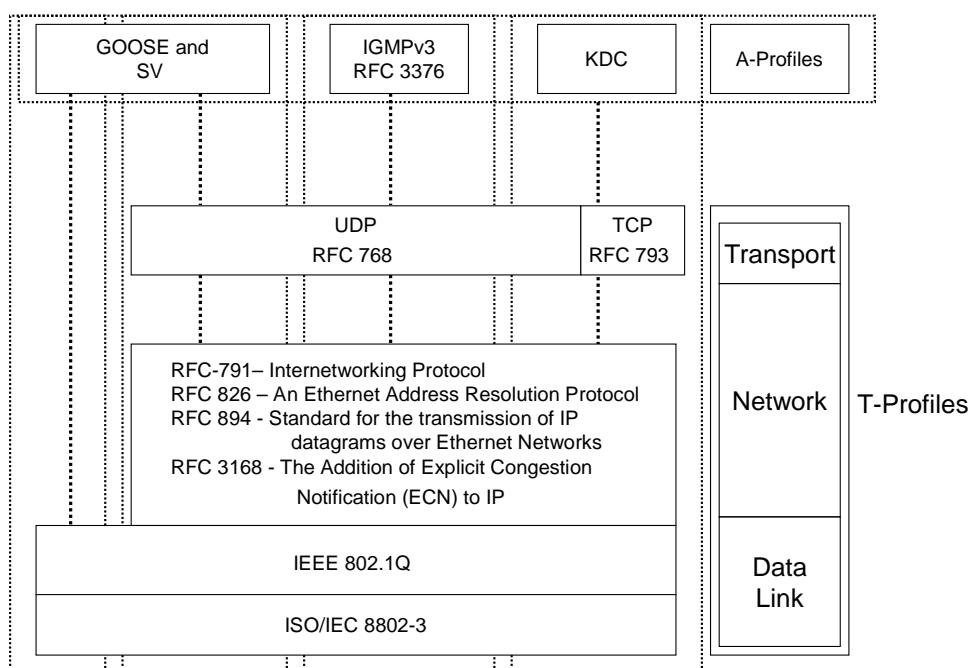 GOOSE and
SV
IGMPv3
RFC 3376
KDC
A-Profiles
UDP
RFC 768
TCP
RFC 793
Transport
RFC-791– Internetworking Protocol
RFC 826 – An Ethernet Address Resolution Protocol
RFC 894 - Standard for the transmission of IP
datagrams over Ethernet Networks
RFC 3168 - The Addition of Explicit Congestion
Notification (ECN) to IP
Network
T-Profiles
IEEE 802.1Q
ISO/IEC 8802-3
Data
Link